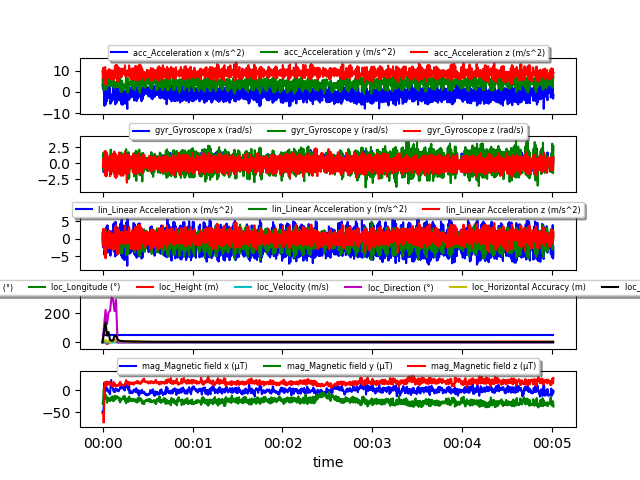 acc_Acceleration x (m/s^2) acc_Acceleration y (m/s^2) acc_Acceleration z (m/s^2)
10
0
−10
gyr_Gyroscope x (rad/s) gyr_Gyroscope y (rad/s) gyr_Gyroscope z (rad/s)
2.5
0.0
−2.5
lin_Linear Acceleration x (m/s^2) lin_Linear Acceleration y (m/s^2) lin_Linear Acceleration z (m/s^2)
5
0
−5
(°) loc_Longitude (°) loc_Height (m) loc_Velocity (m/s) loc_Direction (°) loc_Horizontal Accuracy (m) loc_
200
0
mag_Magnetic field x (µT) mag_Magnetic field y (µT) mag_Magnetic field z (µT)
0
−50
00:00 00:01 00:02 00:03 00:04 00:05
time